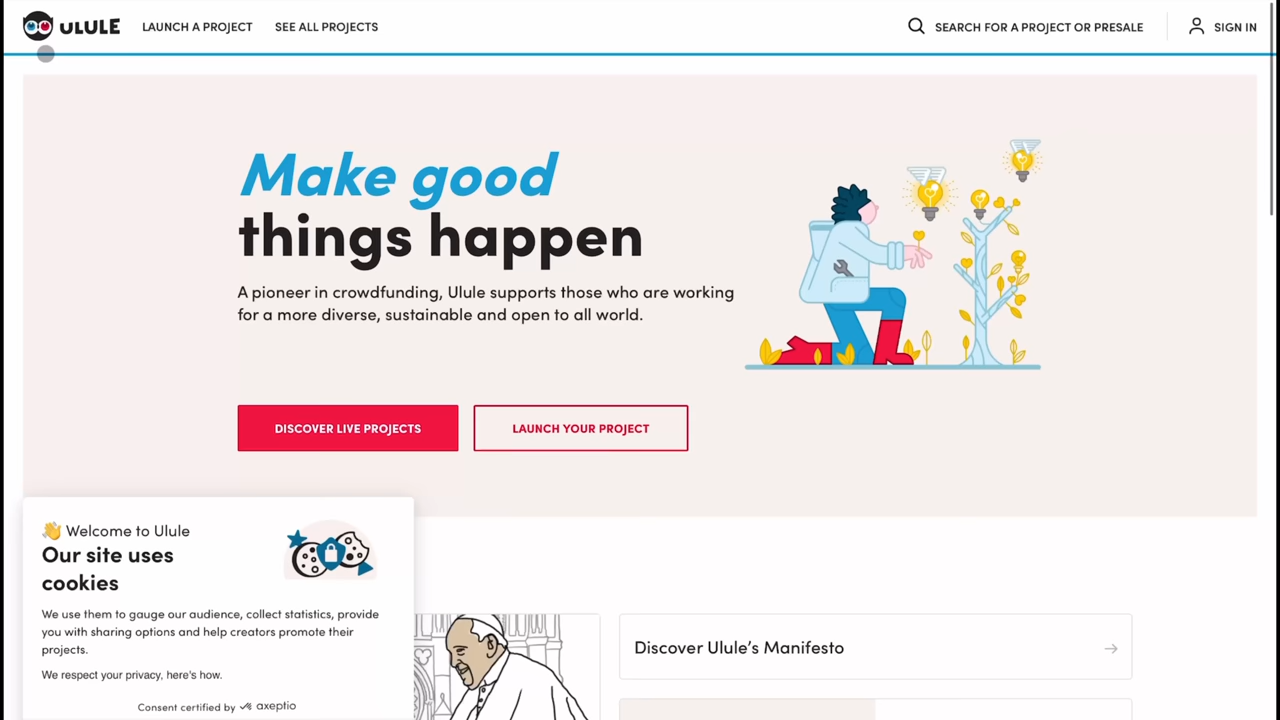 ULULE
LAUNCH A PROJECT
SEE ALL PROJECTS
SEARCH FOR A PROJECT OR PRESALE
SIGN IN
Make good
things happen
A pioneer in crowdfunding, Ulule supports those who are working
for a more diverse, sustainable and open to all world.
DISCOVER LIVE PROJECTS
LAUNCH YOUR PROJECT
👋 Welcome to Ulule
Our site uses
cookies
We use them to gauge our audience, collect statistics, provide
you with sharing options and help creators promote their
projects.
We respect your privacy, here's how.
Consent certified by axeptio
Discover Ulule's Manifesto